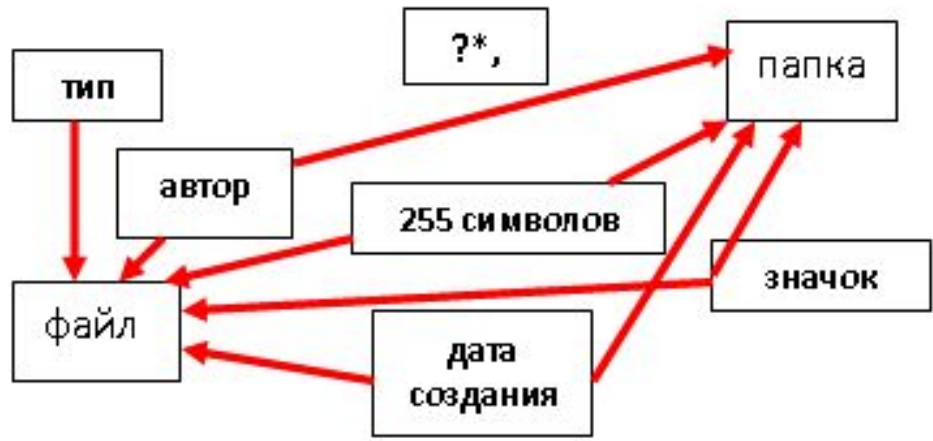 ?*,
папка
тип
автор
255 символов
значок
файл
дата
создания